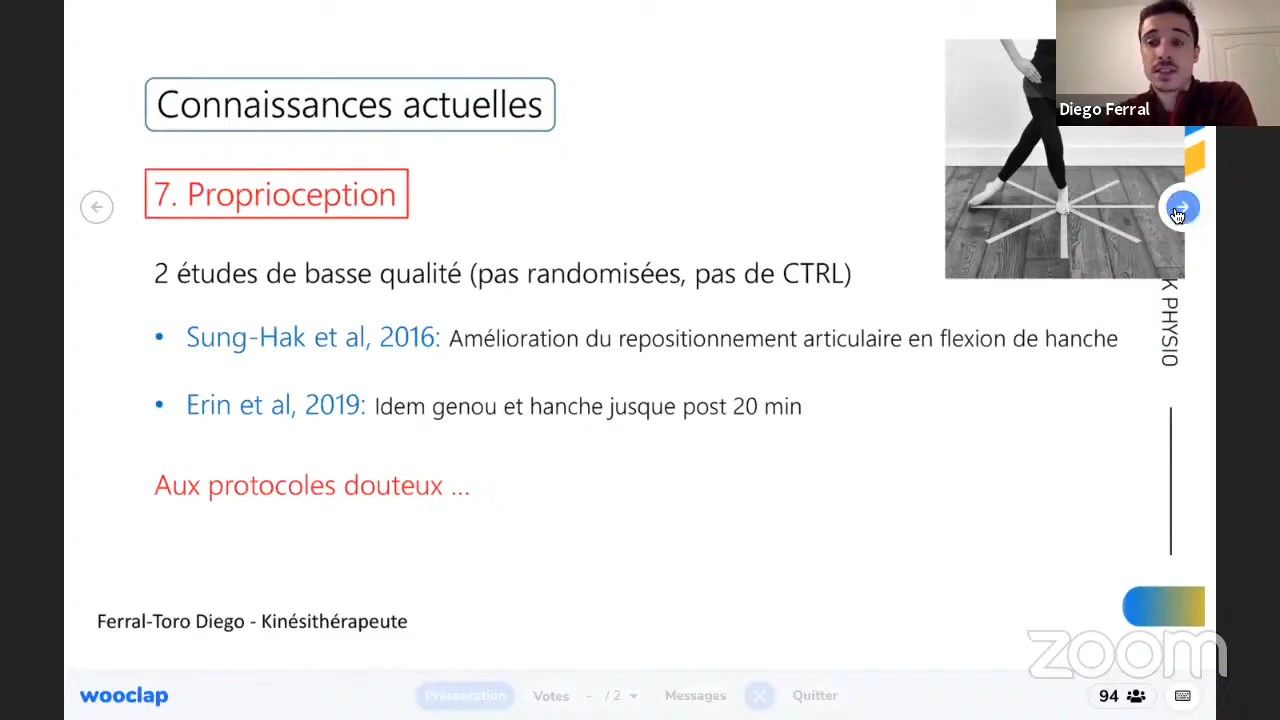 Connaissances actuelles
Diego Ferral
7. Proprioception
2 études de basse qualité (pas randomisées, pas de CTRL)
• Sung-Hak et al, 2016: Amélioration du repositionnement articulaire en flexion de hanche
• Erin et al, 2019: Idem genou et hanche jusque post 20 min
Aux protocoles douteux ...
K PHYSIO
Ferral-Toro Diego - Kinésithérapeute
zoom
wooclap
Présentation Votes - / 2 Messages Quitter
94